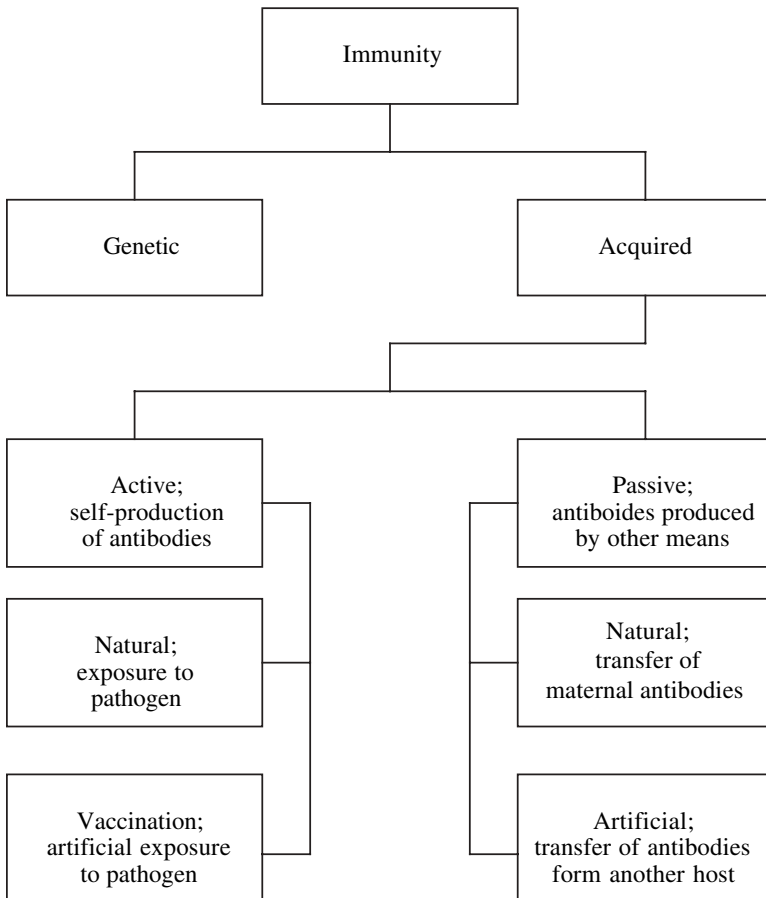 Immunity
Genetic
Acquired
Active;
self-production
of antibodies
Passive;
antiboides produced
by other means
Natural;
exposure to
pathogen
Natural;
transfer of
maternal antibodies
Vaccination;
artificial exposure
to pathogen
Artificial;
transfer of antibodies
form another host